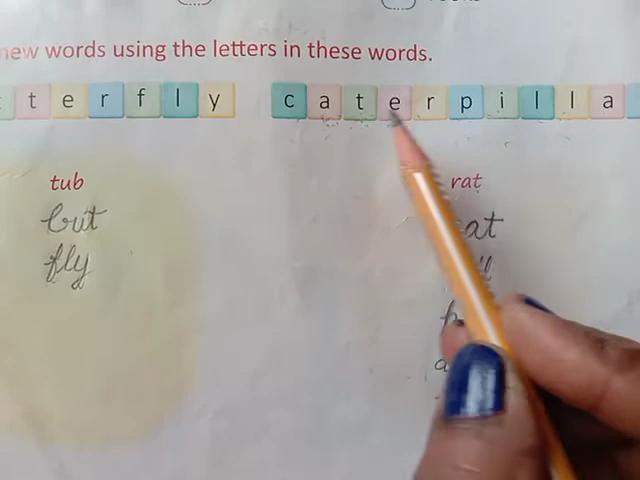 new words using the letters in these words.
t e r f l y
c a t e r p i l l a
tub
but
fly
rat
at